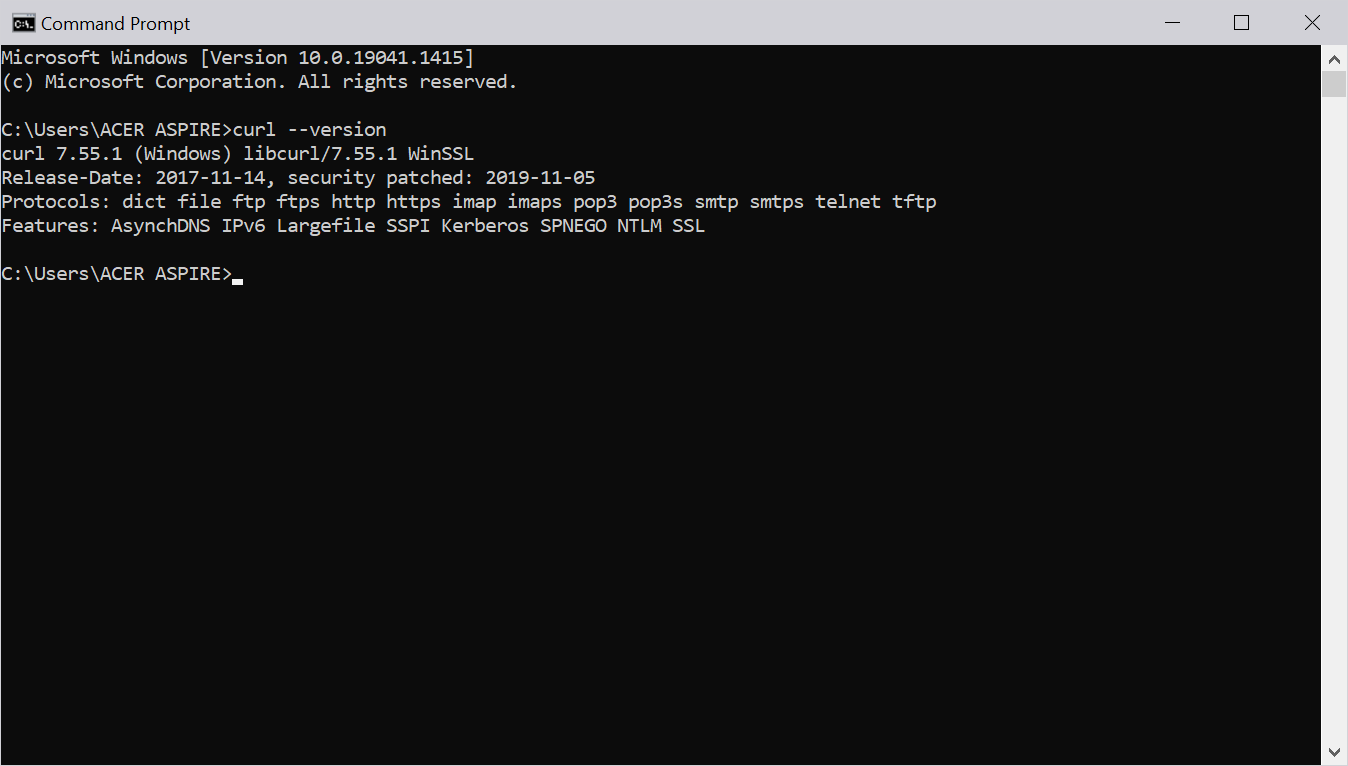 Command Prompt
Microsoft Windows [Version 10.0.19041.1415]
(c) Microsoft Corporation. All rights reserved.
C:\Users\ACER ASPIRE>curl --version
curl 7.55.1 (Windows) libcurl/7.55.1 WinSSL
Release-Date: 2017-11-14, security patched: 2019-11-05
Protocols: dict file ftp ftps http https imap imaps pop3 pop3s smtp smtps telnet tftp
Features: AsynchDNS IPv6 Largefile SSPI Kerberos SPNEGO NTLM SSL
C:\Users\ACER ASPIRE>